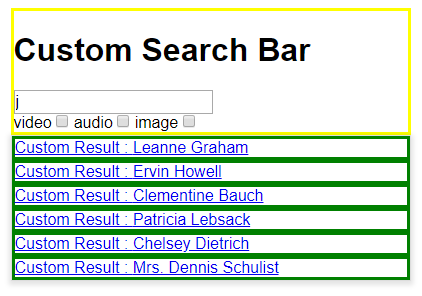 Custom Search Bar
j
video audio image
Custom Result : Leanne Graham
Custom Result : Ervin Howell
Custom Result : Clementine Bauch
Custom Result : Patricia Lebsack
Custom Result : Chelsey Dietrich
Custom Result : Mrs. Dennis Schulist